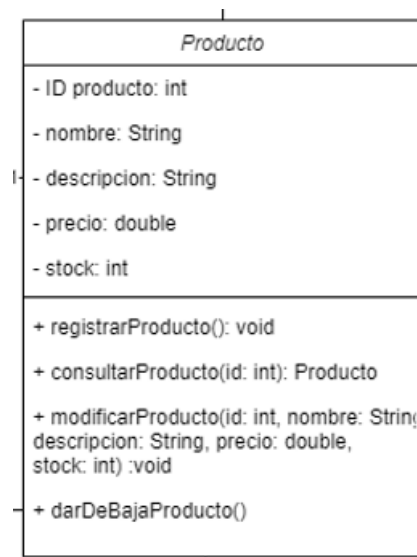 Producto
- ID producto: int
- nombre: String
- descripcion: String
- precio: double
- stock: int
+ registrarProducto(): void
+ consultarProducto(id: int): Producto
+ modificarProducto(id: int, nombre: String
descripcion: String, precio: double,
stock: int) :void
+ darDeBajaProducto()